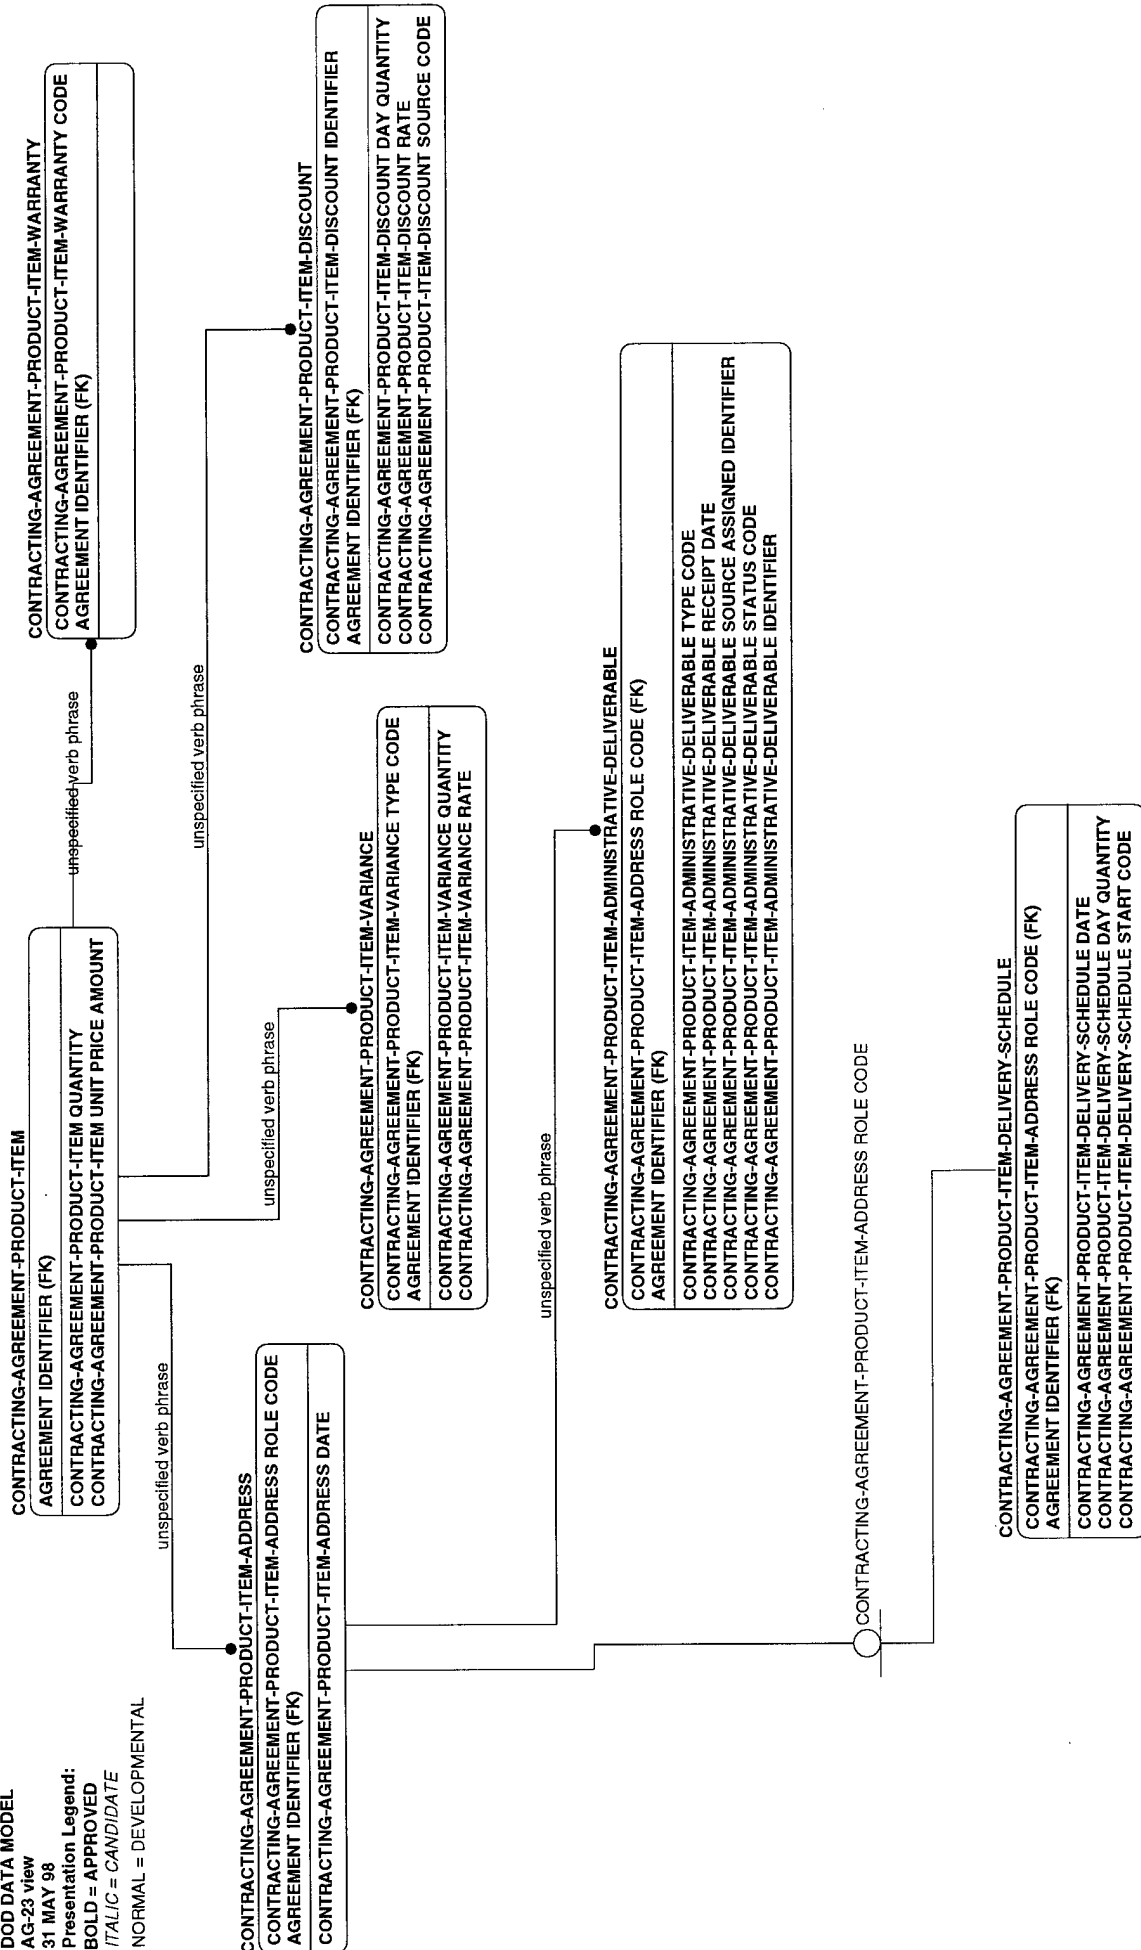 DOD DATA MODEL
AG-23 view
31 MAY 98
Presentation Legend:
BOLD = APPROVED
ITALIC = CANDIDATE
NORMAL = DEVELOPMENTAL
CONTRACTING-AGREEMENT-PRODUCT-ITEM
AGREEMENT IDENTIFIER (FK)
CONTRACTING-AGREEMENT-PRODUCT-ITEM QUANTITY
CONTRACTING-AGREEMENT-PRODUCT-ITEM UNIT PRICE AMOUNT
unspecified verb phrase
CONTRACTING-AGREEMENT-PRODUCT-ITEM-WARRANTY
CONTRACTING-AGREEMENT-PRODUCT-ITEM-WARRANTY CODE
AGREEMENT IDENTIFIER (FK)
unspecified verb phrase
CONTRACTING-AGREEMENT-PRODUCT-ITEM-DISCOUNT
CONTRACTING-AGREEMENT-PRODUCT-ITEM-DISCOUNT IDENTIFIER
AGREEMENT IDENTIFIER (FK)
CONTRACTING-AGREEMENT-PRODUCT-ITEM-DISCOUNT DAY QUANTITY
CONTRACTING-AGREEMENT-PRODUCT-ITEM-DISCOUNT RATE
CONTRACTING-AGREEMENT-PRODUCT-ITEM-DISCOUNT SOURCE CODE
unspecified verb phrase
CONTRACTING-AGREEMENT-PRODUCT-ITEM-VARIANCE
CONTRACTING-AGREEMENT-PRODUCT-ITEM-VARIANCE TYPE CODE
AGREEMENT IDENTIFIER (FK)
CONTRACTING-AGREEMENT-PRODUCT-ITEM-VARIANCE QUANTITY
CONTRACTING-AGREEMENT-PRODUCT-ITEM-VARIANCE RATE
unspecified verb phrase
CONTRACTING-AGREEMENT-PRODUCT-ITEM-ADDRESS
CONTRACTING-AGREEMENT-PRODUCT-ITEM-ADDRESS ROLE CODE
AGREEMENT IDENTIFIER (FK)
CONTRACTING-AGREEMENT-PRODUCT-ITEM-ADDRESS DATE
unspecified verb phrase
CONTRACTING-AGREEMENT-PRODUCT-ITEM-ADMINISTRATIVE-DELIVERABLE
CONTRACTING-AGREEMENT-PRODUCT-ITEM-ADDRESS ROLE CODE (FK)
AGREEMENT IDENTIFIER (FK)
CONTRACTING-AGREEMENT-PRODUCT-ITEM-ADMINISTRATIVE-DELIVERABLE TYPE CODE
CONTRACTING-AGREEMENT-PRODUCT-ITEM-ADMINISTRATIVE-DELIVERABLE RECEIPT DATE
CONTRACTING-AGREEMENT-PRODUCT-ITEM-ADMINISTRATIVE-DELIVERABLE SOURCE ASSIGNED IDENTIFIER
CONTRACTING-AGREEMENT-PRODUCT-ITEM-ADMINISTRATIVE-DELIVERABLE STATUS CODE
CONTRACTING-AGREEMENT-PRODUCT-ITEM-ADMINISTRATIVE-DELIVERABLE IDENTIFIER
CONTRACTING-AGREEMENT-PRODUCT-ITEM-ADDRESS ROLE CODE
CONTRACTING-AGREEMENT-PRODUCT-ITEM-DELIVERY-SCHEDULE
CONTRACTING-AGREEMENT-PRODUCT-ITEM-ADDRESS ROLE CODE (FK)
AGREEMENT IDENTIFIER (FK)
CONTRACTING-AGREEMENT-PRODUCT-ITEM-DELIVERY-SCHEDULE DATE
CONTRACTING-AGREEMENT-PRODUCT-ITEM-DELIVERY-SCHEDULE DAY QUANTITY
CONTRACTING-AGREEMENT-PRODUCT-ITEM-DELIVERY-SCHEDULE START CODE